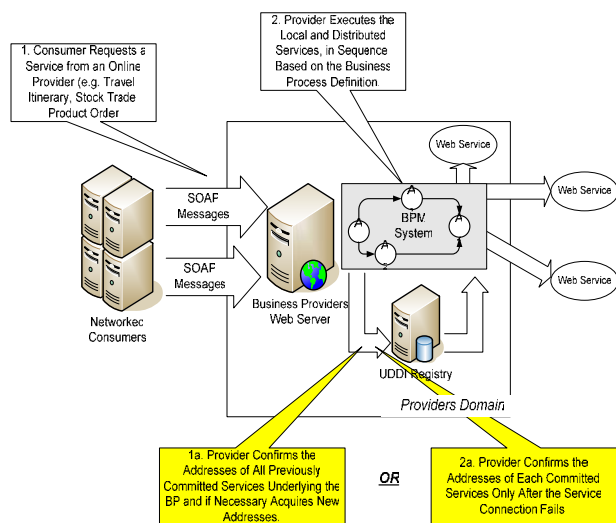 1. Consumer Requests a
Service from an Online
Provider (e.g. Travel
Itinerary, Stock Trade
Product Order
2. Provider Executes the
Local and Distributed
Services, in Sequence
Based on the Business
Process Definition.
Web Service
Web Service
Web Service
SOAP
Messages
SOAP
Messages
A
A
A
A
BPM
System
Networked
Consumers
Business Providers
Web Server
UDDI Registry
Providers Domain
1a. Provider Confirms the
Addresses of All Previously
Committed Services Underlying the
BP and if Necessary Acquires New
Addresses.
OR
2a. Provider Confirms the
Addresses of Each Committed
Services Only After the Service
Connection Fails